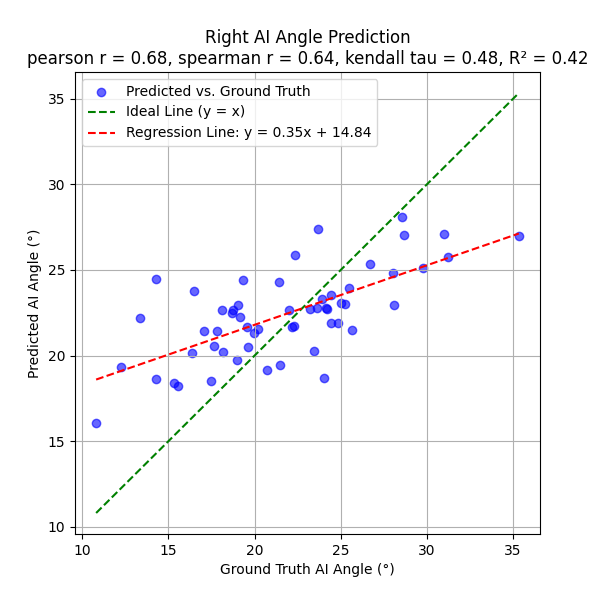 Right AI Angle Prediction
pearson r = 0.68, spearman r = 0.64, kendall tau = 0.48, R² = 0.42
Predicted vs. Ground Truth
Ideal Line (y = x)
Regression Line: y = 0.35x + 14.84
35
30
25
20
15
10
Predicted AI Angle (°)
10 15 20 25 30 35
Ground Truth AI Angle (°)